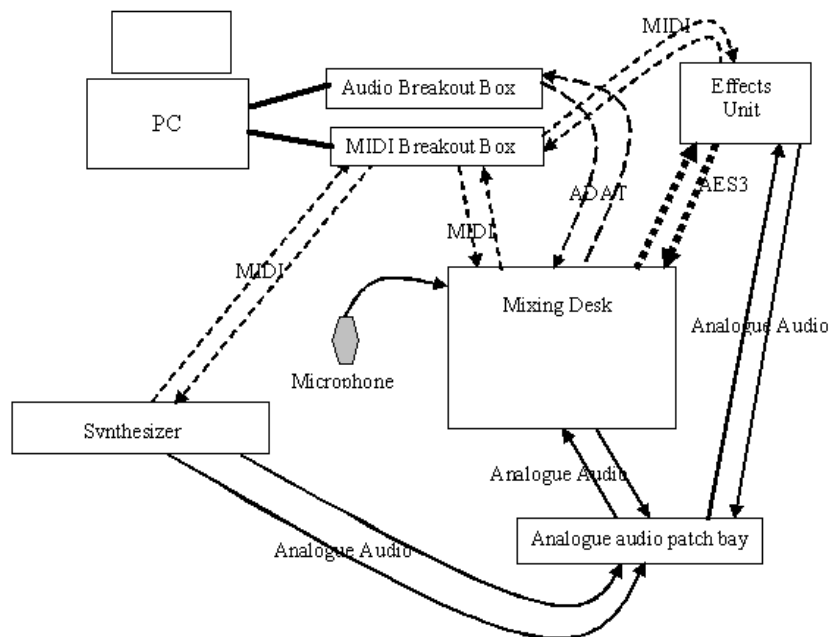 MIDI
Audio Breakout Box
Effects
Unit
PC
MIDI Breakout Box
ADAT
AES3
MIDI
MIDI
Mixing Desk
Analogue Audio
Microphone
Synthesizer
Analogue Audio
Analogue Audio
Analogue audio patch bay